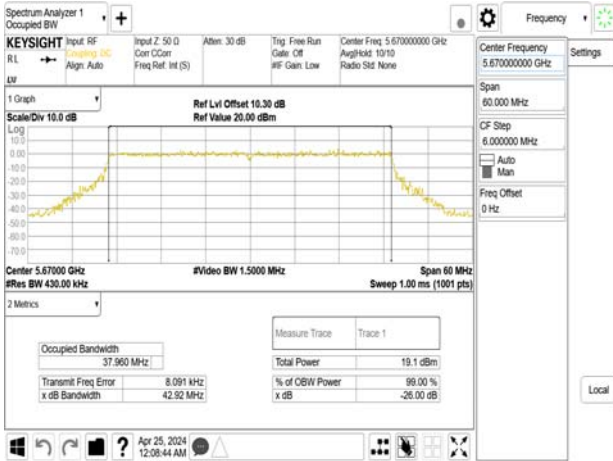 Spectrum Analyzer 1
Occupied BW
+
Frequency
KEYSIGHT
RL
LV
Input: RF
Coupling: DC
Align: Auto
Input Z: 50 Ω
Corr CCorr
Freq Ref: Int (S)
Atten: 30 dB
Trig: Free Run
Gate: Off
#IF Gain: Low
Center Freq: 5.670000000 GHz
Avg|Hold: 10/10
Radio Std: None
Center Frequency
5.670000000 GHz
Settings
Span
60.000 MHz
CF Step
6.000000 MHz
Auto
Man
Freq Offset
0 Hz
Local
1 Graph
Scale/Div 10.0 dB
Ref Lvl Offset 10.30 dB
Ref Value 20.00 dBm
Log
10.0
0.00
-10.0
-20.0
-30.0
-40.0
-50.0
-60.0
-70.0
Center 5.67000 GHz
#Video BW 1.5000 MHz
Span 60 MHz
#Res BW 430.00 kHz
Sweep 1.00 ms (1001 pts)
2 Metrics
Measure Trace
Trace 1
Occupied Bandwidth
37.960 MHz
Total Power
19.1 dBm
Transmit Freq Error
8.091 kHz
% of OBW Power
99.00 %
x dB Bandwidth
42.92 MHz
x dB
-26.00 dB
?
Apr 25, 2024
12:08:44 AM